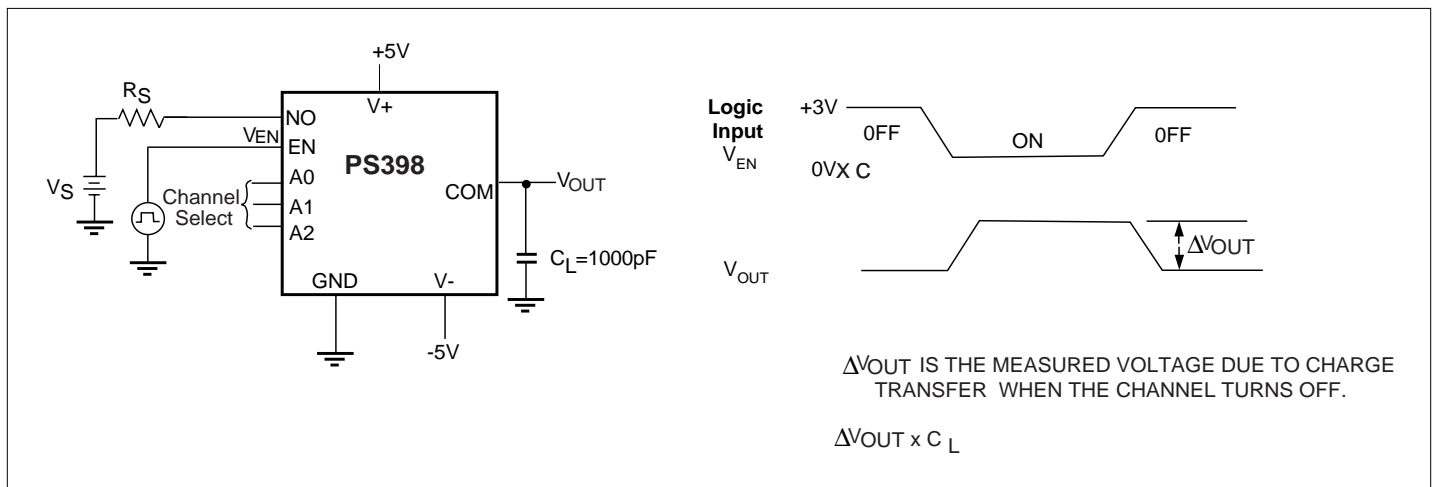 +5V
RS
V+
NO
VEN
EN
PS398
VS
Channel
Select
A0
A1
A2
COM
VOUT
CL=1000pF
GND
V-
-5V
Logic
Input
VEN
+3V
0FF
ON
0FF
0VX C
VOUT
ΔVOUT
ΔVOUT IS THE MEASURED VOLTAGE DUE TO CHARGE
TRANSFER WHEN THE CHANNEL TURNS OFF.
ΔVOUT x CL